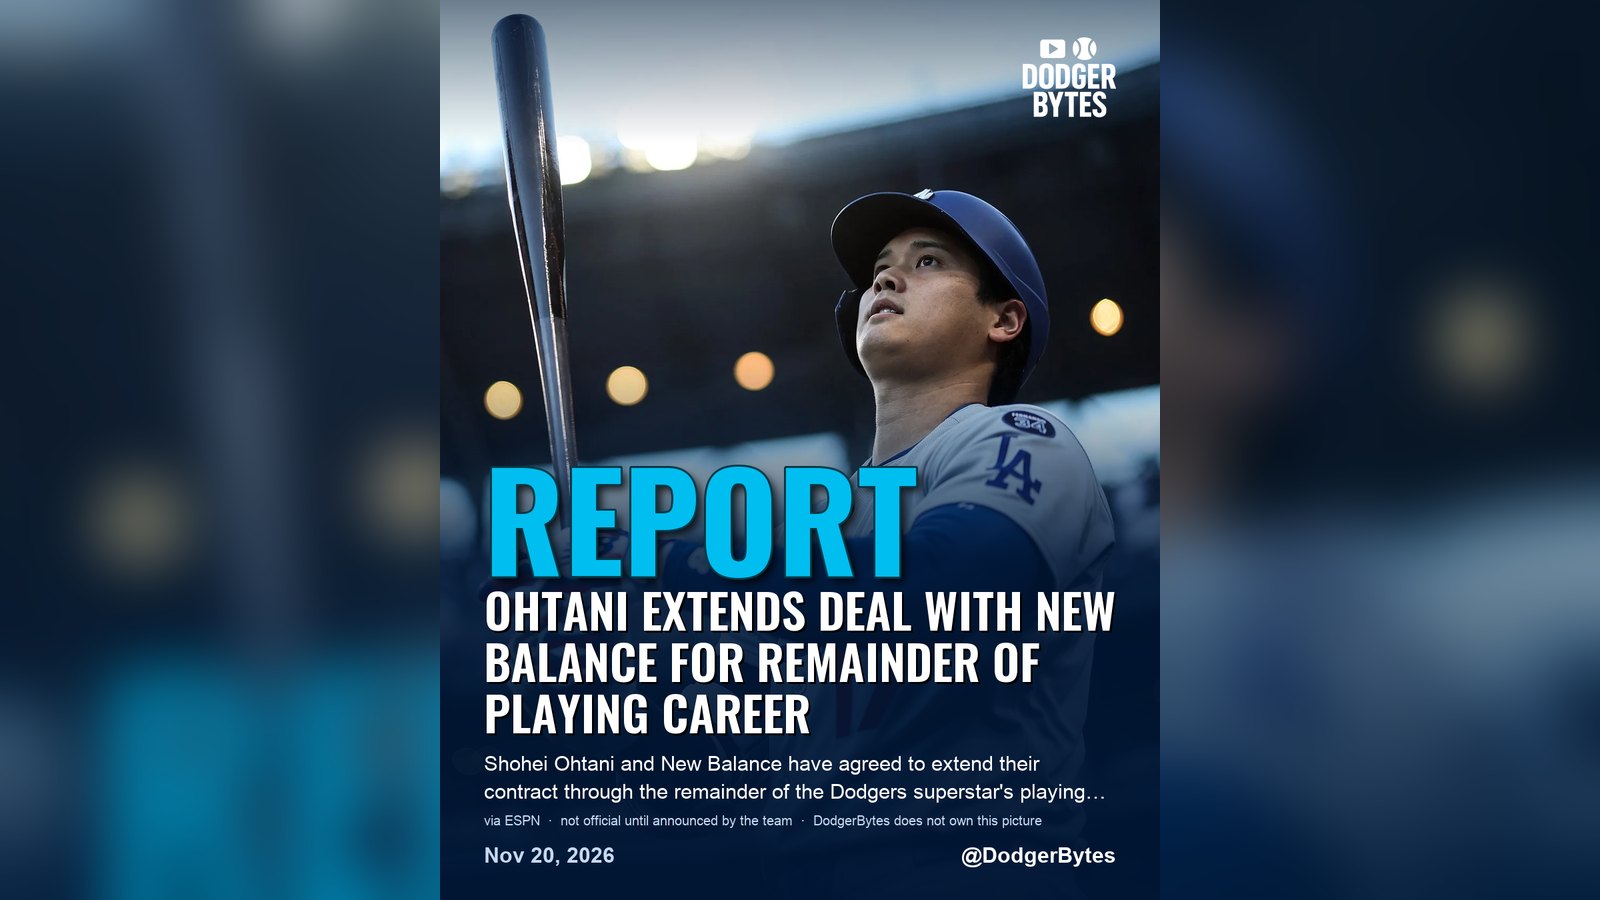 DODGER
BYTES
FERNANDO
34
LA
REPORT
OHTANI EXTENDS DEAL WITH NEW
BALANCE FOR REMAINDER OF
PLAYING CAREER
Shohei Ohtani and New Balance have agreed to extend their
contract through the remainder of the Dodgers superstar's playing…
via ESPN · not official until announced by the team · DodgerBytes does not own this picture
Nov 20, 2026
@DodgerBytes